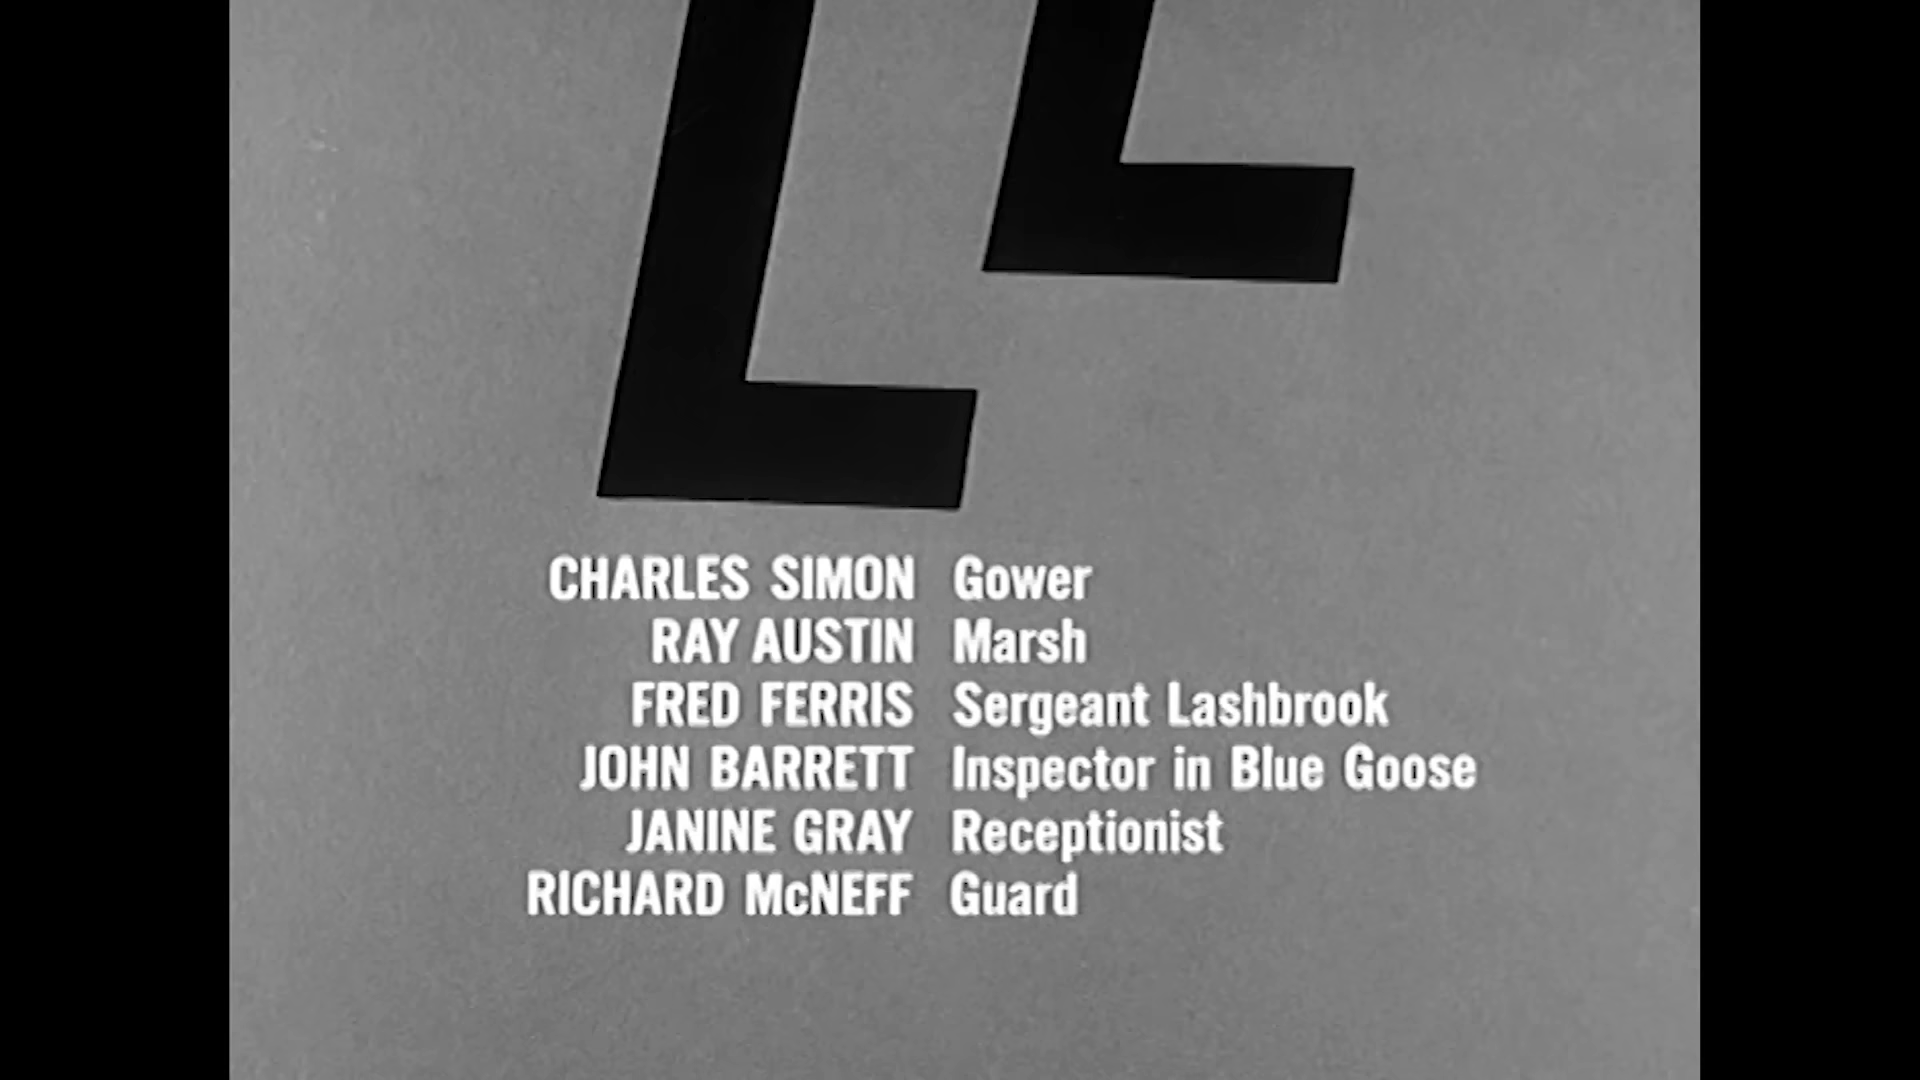 CHARLES SIMON Gower
RAY AUSTIN Marsh
FRED FERRIS Sergeant Lashbrook
JOHN BARRETT Inspector in Blue Goose
JANINE GRAY Receptionist
RICHARD McNEFF Guard